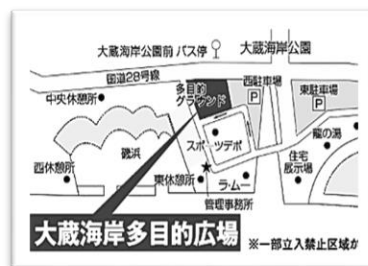 大蔵海岸公園前 バス停
大蔵海岸公園
国道28号線
多目的
グラウンド
西駐車場
P
東駐車場
P
中央休憩所
スポーツデポ
龍の湯
磯浜
西休憩所
東休憩所
ラ・ムー
住宅
展示場
管理事務所
大蔵海岸多目的広場
※一部立入禁止区域か